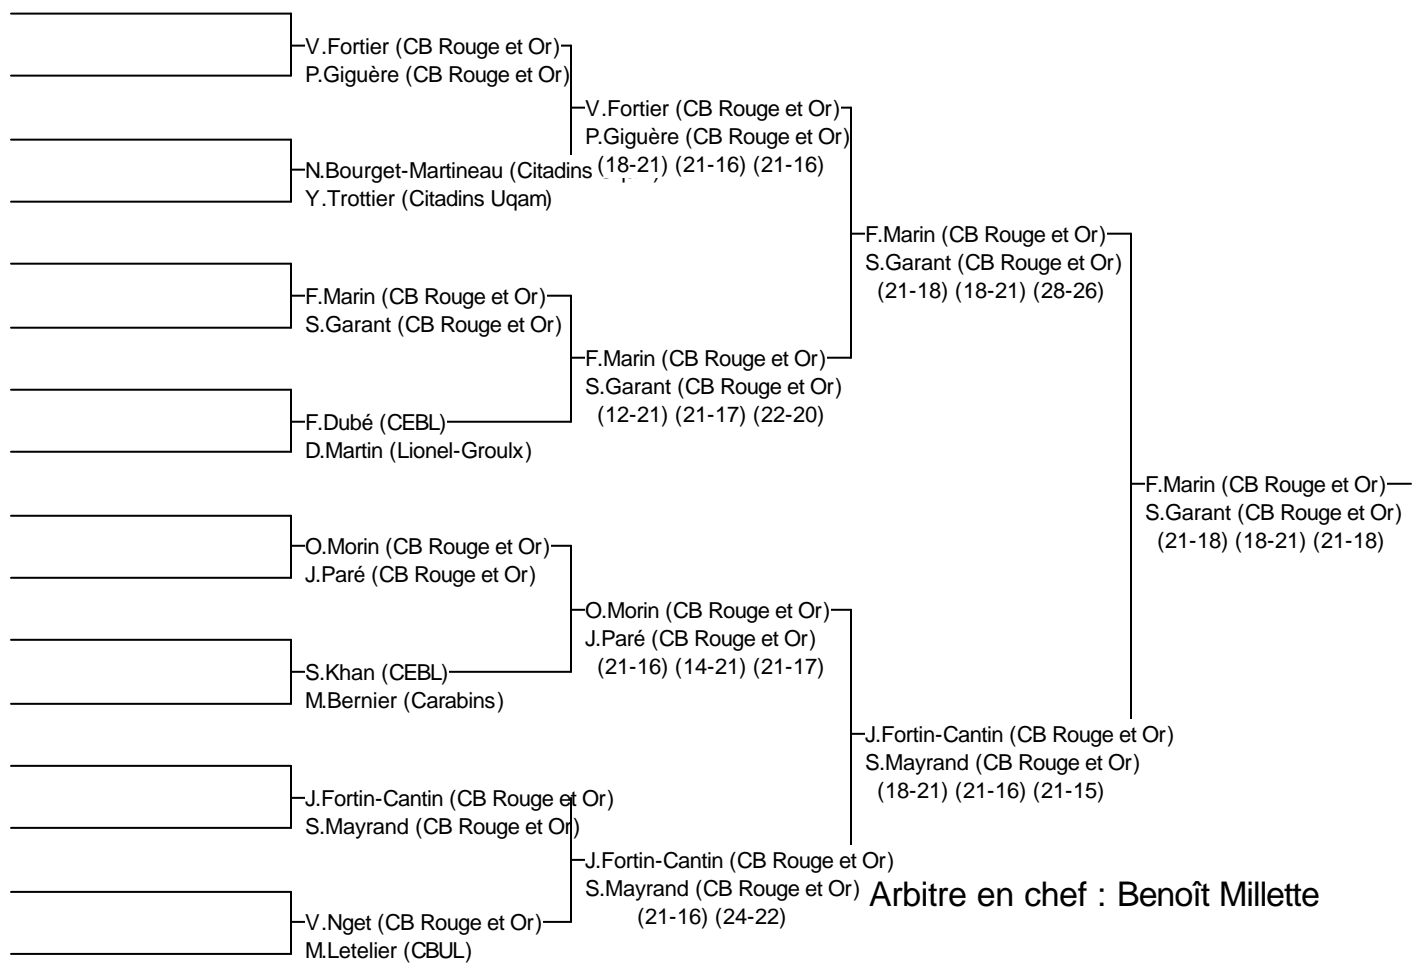 V.Fortier (CB Rouge et Or)
P.Giguère (CB Rouge et Or)
N.Bourget-Martineau (Citadins
Y.Trottier (Citadins Uqam)
F.Marin (CB Rouge et Or)
S.Garant (CB Rouge et Or)
F.Dubé (CEBL)
D.Martin (Lionel-Groulx)
O.Morin (CB Rouge et Or)
J.Paré (CB Rouge et Or)
S.Khan (CEBL)
M.Bernier (Carabins)
J.Fortin-Cantin (CB Rouge et Or)
S.Mayrand (CB Rouge et Or)
V.Nget (CB Rouge et Or)
M.Letelier (CBUL)
V.Fortier (CB Rouge et Or)
P.Giguère (CB Rouge et Or)
(18-21) (21-16) (21-16)
F.Marin (CB Rouge et Or)
S.Garant (CB Rouge et Or)
(12-21) (21-17) (22-20)
O.Morin (CB Rouge et Or)
J.Paré (CB Rouge et Or)
(21-16) (14-21) (21-17)
J.Fortin-Cantin (CB Rouge et Or)
S.Mayrand (CB Rouge et Or)
(21-16) (24-22)
F.Marin (CB Rouge et Or)
S.Garant (CB Rouge et Or)
(21-18) (18-21) (28-26)
J.Fortin-Cantin (CB Rouge et Or)
S.Mayrand (CB Rouge et Or)
(18-21) (21-16) (21-15)
F.Marin (CB Rouge et Or)
S.Garant (CB Rouge et Or)
(21-18) (18-21) (21-18)
Arbitre en chef : Benoît Millette